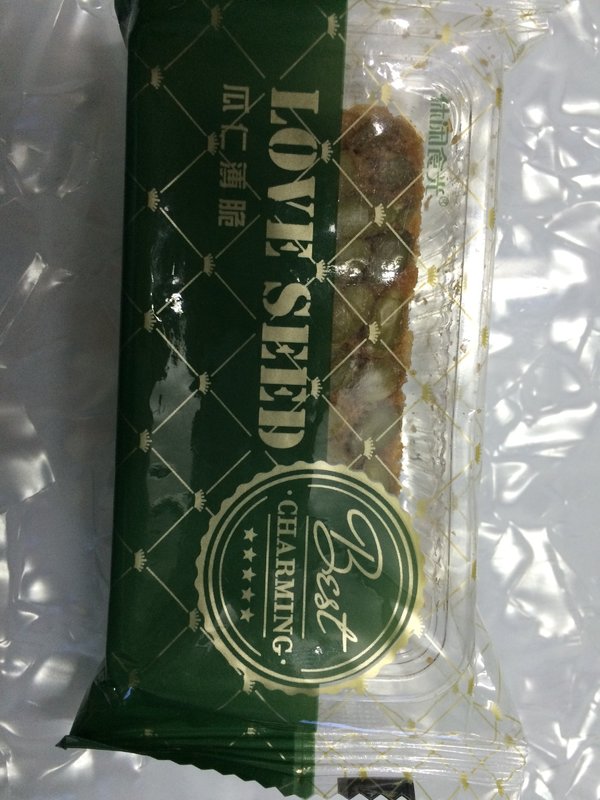 LOVE SEED
瓜仁薄脆
Best
·CHARMING·